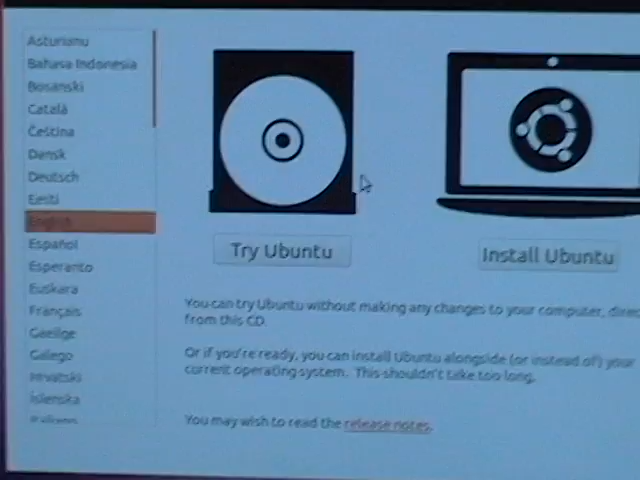 Asturianu
Bahasa Indonesia
Bosanski
Català
Čeština
Dansk
Deutsch
Eesti
English
Español
Esperanto
Euskara
Français
Gaeilge
Galego
Hrvatski
Íslenska
Italiano
Try Ubuntu
Install Ubuntu
You can try Ubuntu without making any changes to your computer, direc
from this CD.
Or if you're ready, you can install Ubuntu alongside (or instead of) your
current operating system. This shouldn't take too long.
You may wish to read the release notes.